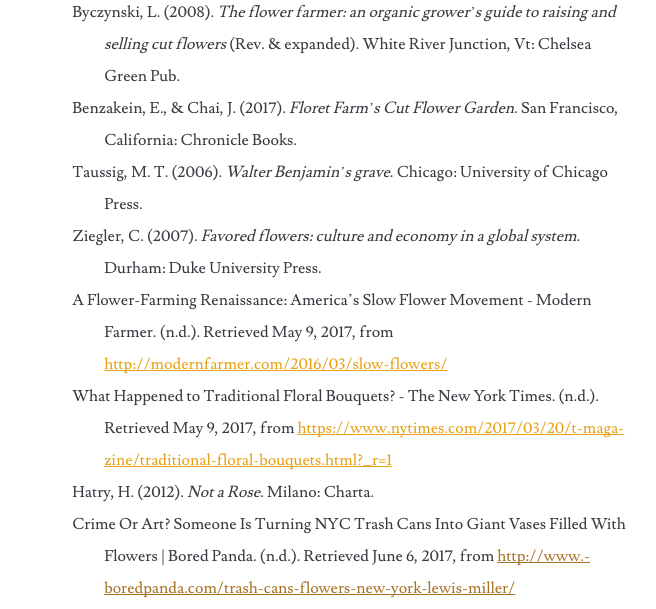 Byczynski, L. (2008). The flower farmer: an organic grower’s guide to raising and
selling cut flowers (Rev. & expanded). White River Junction, Vt: Chelsea
Green Pub.
Benzakein, E., & Chai, J. (2017). Floret Farm’s Cut Flower Garden. San Francisco,
California: Chronicle Books.
Taussig, M. T. (2006). Walter Benjamin’s grave. Chicago: University of Chicago
Press.
Ziegler, C. (2007). Favored flowers: culture and economy in a global system.
Durham: Duke University Press.
A Flower-Farming Renaissance: America’s Slow Flower Movement - Modern
Farmer. (n.d.). Retrieved May 9, 2017, from
http://modernfarmer.com/2016/03/slow-flowers/
What Happened to Traditional Floral Bouquets? - The New York Times. (n.d.).
Retrieved May 9, 2017, from https://www.nytimes.com/2017/03/20/t-maga-
zine/traditional-floral-bouquets.html?_r=1
Hatry, H. (2012). Not a Rose. Milano: Charta.
Crime Or Art? Someone Is Turning NYC Trash Cans Into Giant Vases Filled With
Flowers | Bored Panda. (n.d.). Retrieved June 6, 2017, from http://www.-
boredpanda.com/trash-cans-flowers-new-york-lewis-miller/